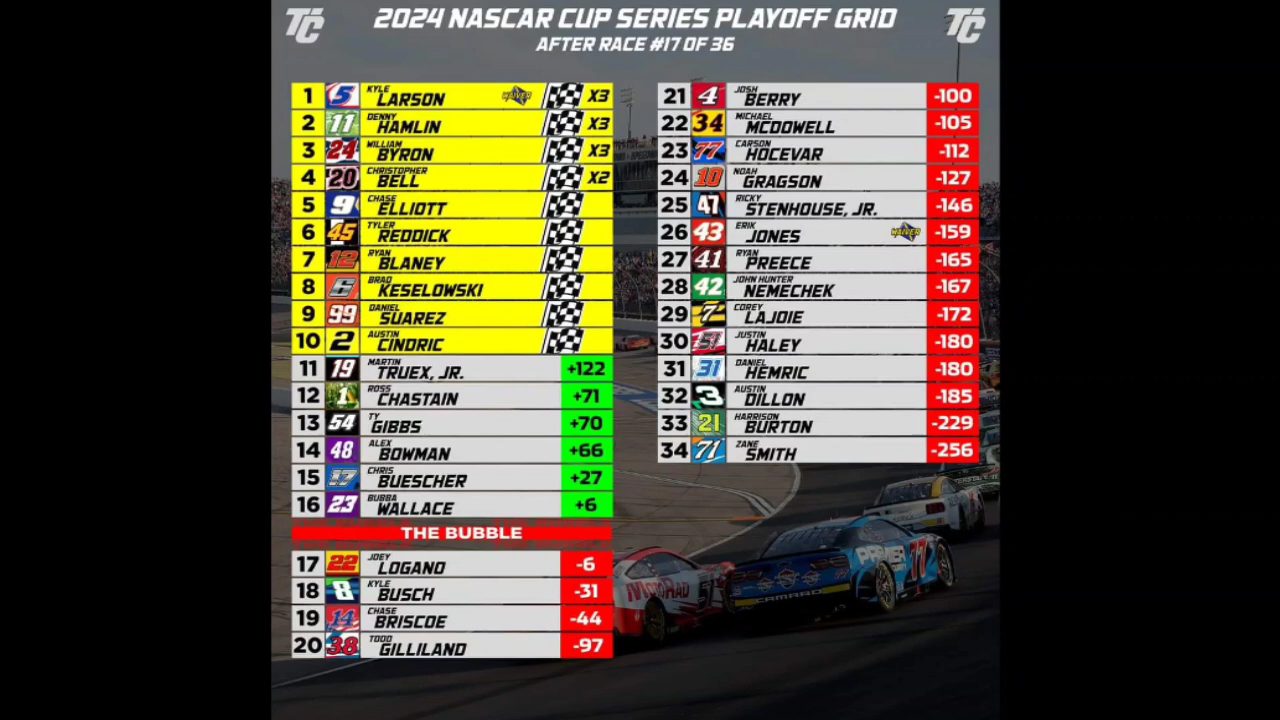 TC
2024 NASCAR CUP SERIES PLAYOFF GRID
TC
AFTER RACE #17 OF 36
1 5 KYLE LARSON WAIVER X3
2 11 DENNY HAMLIN X3
3 24 WILLIAM BYRON X3
4 20 CHRISTOPHER BELL X2
5 9 CHASE ELLIOTT
6 45 TYLER REDDICK
7 12 RYAN BLANEY
8 6 BRAD KESELOWSKI
9 99 DANIEL SUAREZ
10 2 AUSTIN CINDRIC
11 19 MARTIN TRUEX, JR. +122
12 1 ROSS CHASTAIN +71
13 54 TY GIBBS +70
14 48 ALEX BOWMAN +66
15 17 CHRIS BUESCHER +27
16 23 BUBBA WALLACE +6
THE BUBBLE
17 22 JOEY LOGANO -6
18 8 KYLE BUSCH -31
19 14 CHASE BRISCOE -44
20 38 TODD GILLILAND -97
21 4 JOSH BERRY -100
22 34 MICHAEL MCDOWELL -105
23 77 CARSON HOCEVAR -112
24 10 NOAH GRAGSON -127
25 47 RICKY STENHOUSE, JR. -146
26 43 ERIK JONES WAIVER -159
27 41 RYAN PREECE -165
28 42 JOHN HUNTER NEMECHEK -167
29 7 COREY LAJOIE -172
30 51 JUSTIN HALEY -180
31 31 DANIEL HEMRIC -180
32 3 AUSTIN DILLON -185
33 21 HARRISON BURTON -229
34 71 ZANE SMITH -256
MOTORAD
PREMIER
77
CAMARO